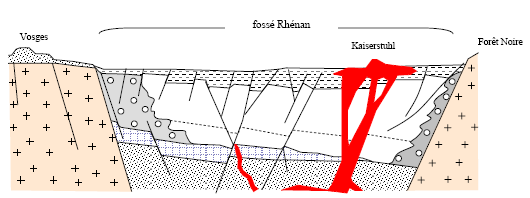 fossé Rhénan
Vosges
Kaiserstuhl
Forêt Noire